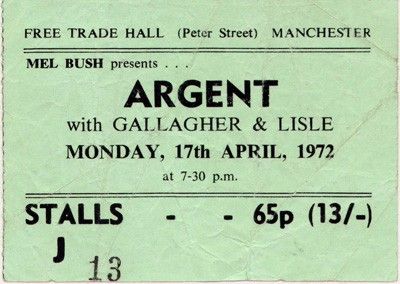 FREE TRADE HALL (Peter Street) MANCHESTER
MEL BUSH presents . . .
ARGENT
with GALLAGHER & LISLE
MONDAY, 17th APRIL, 1972
at 7-30 p.m.
STALLS - - 65p (13/-)
J 13